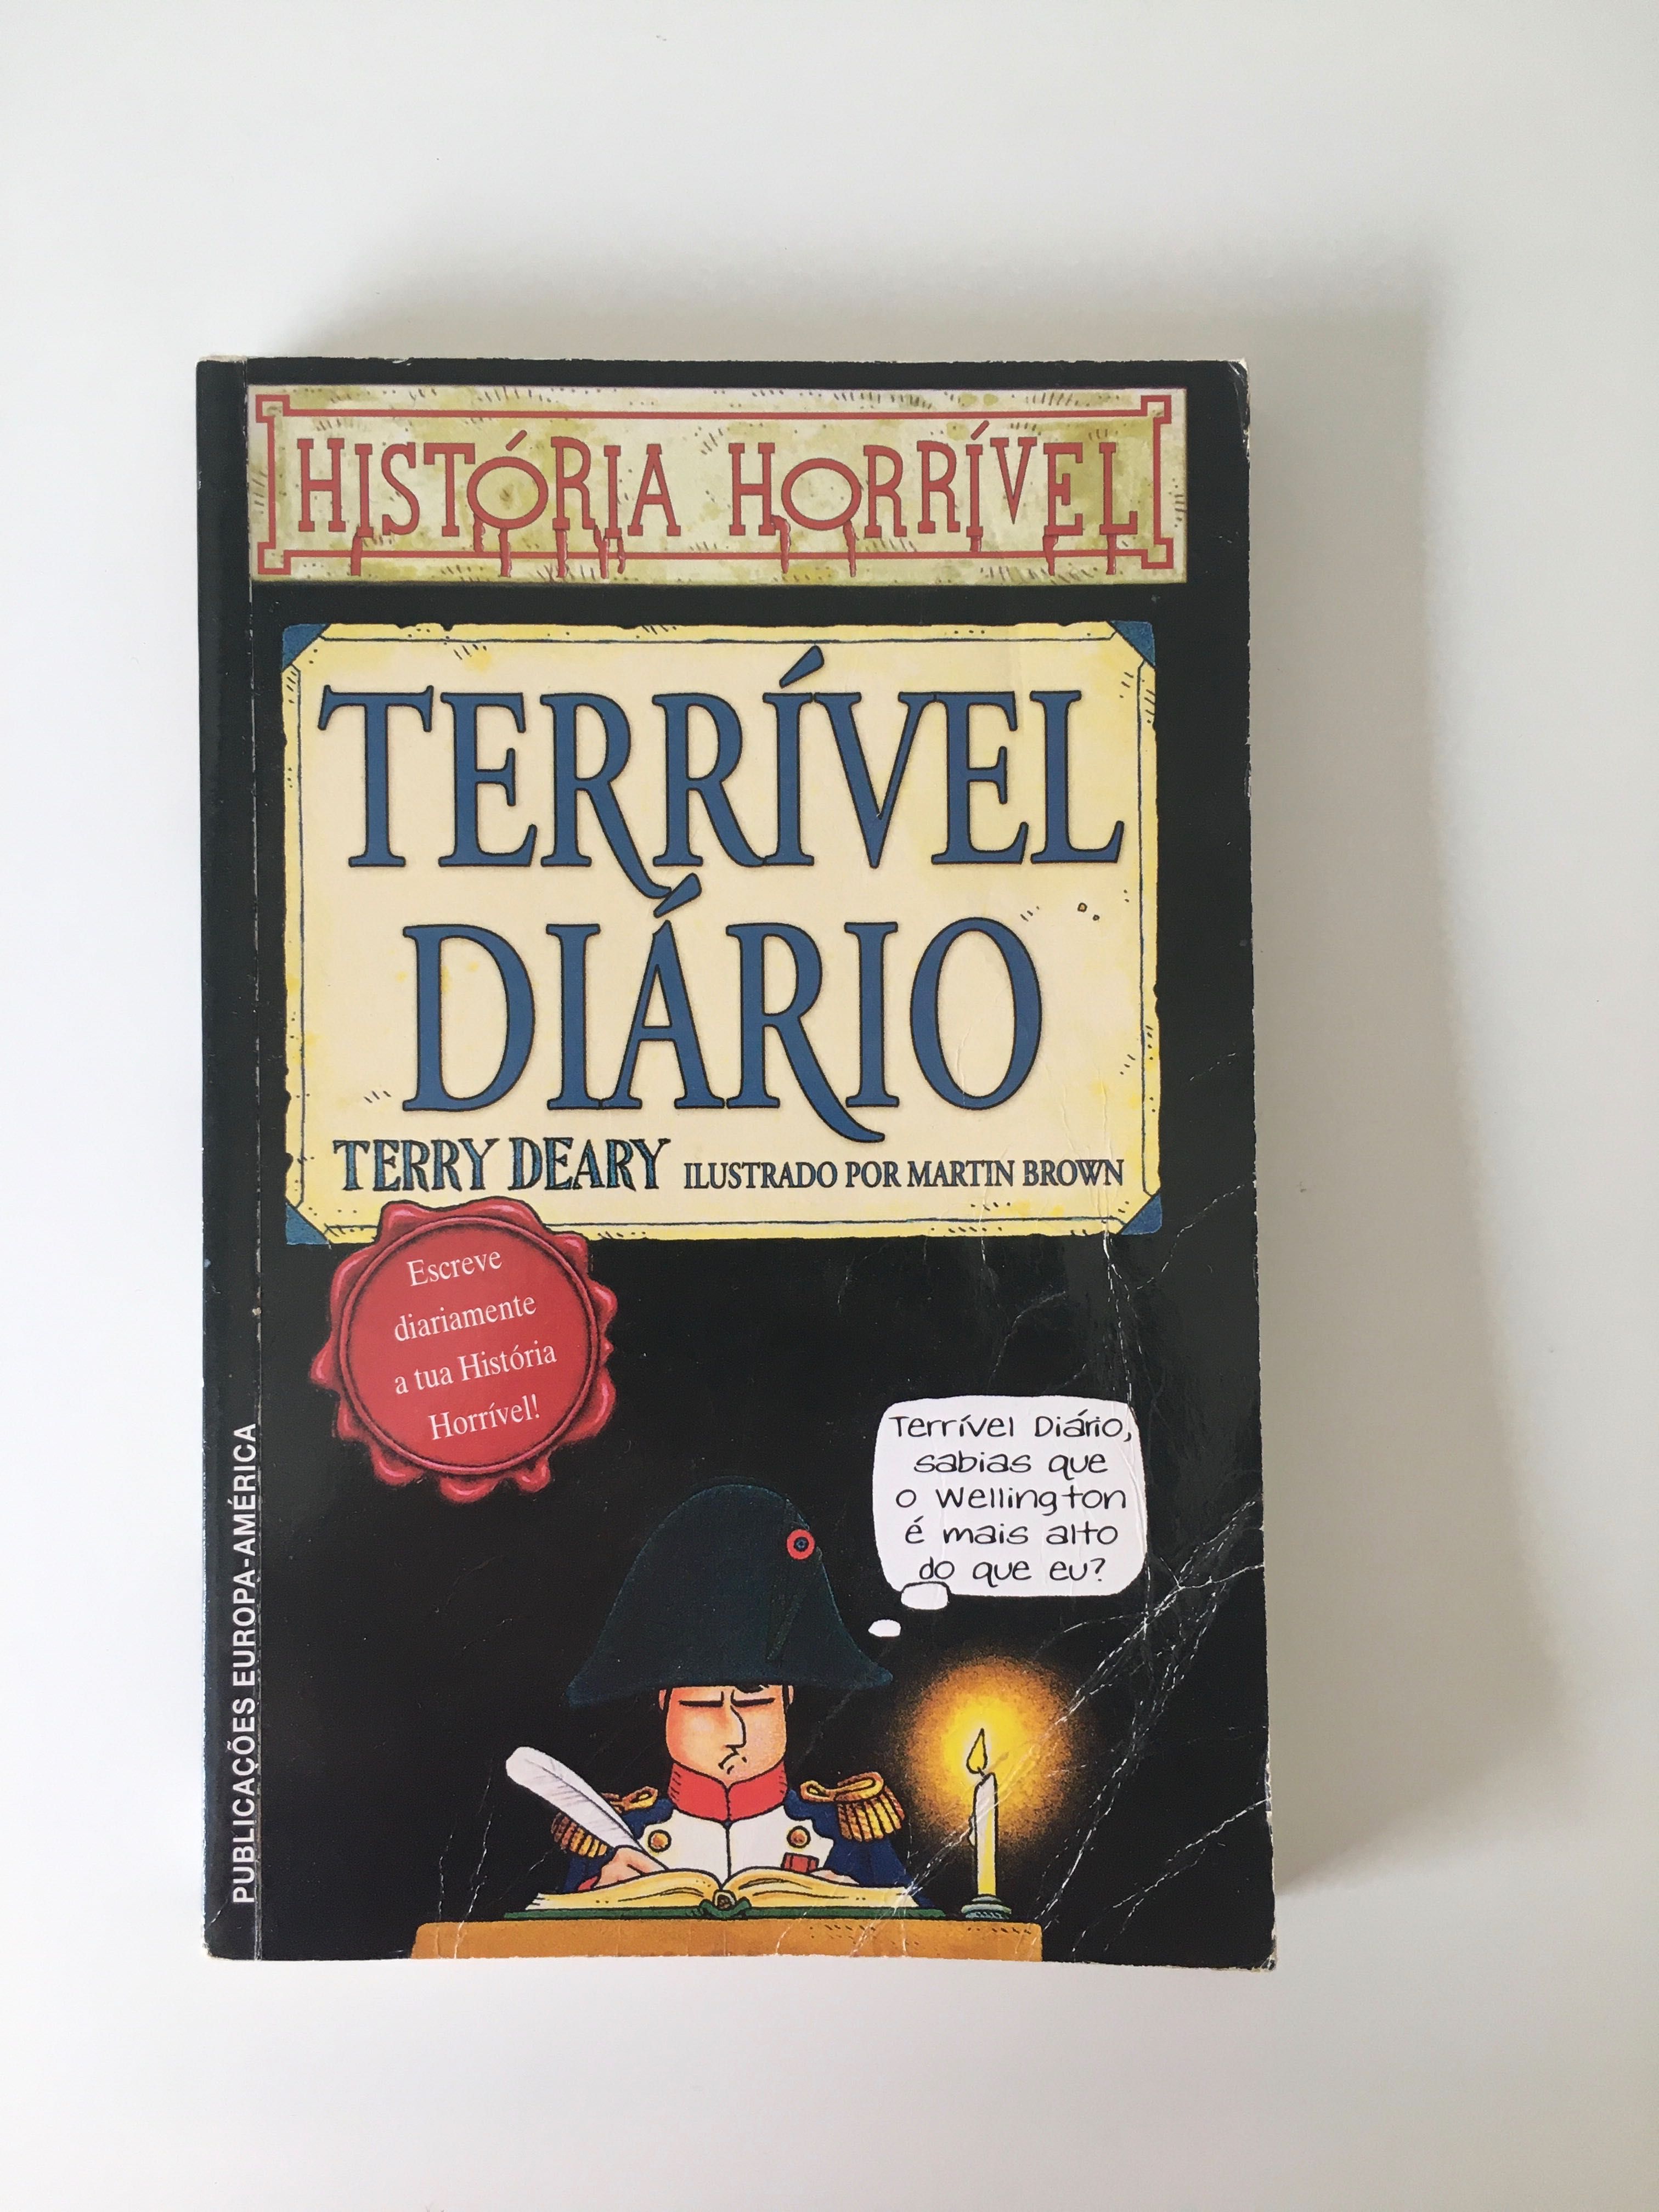 HISTÓRIA HORRÍVEL
TERRÍVEL
DIÁRIO
TERRY DEARY ILUSTRADO POR MARTIN BROWN
Escreve
diariamente
a tua História
Horrível!
Terrível Diário,
sabias que
o Wellington
é mais alto
do que eu?
PUBLICAÇÕES EUROPA-AMÉRICA